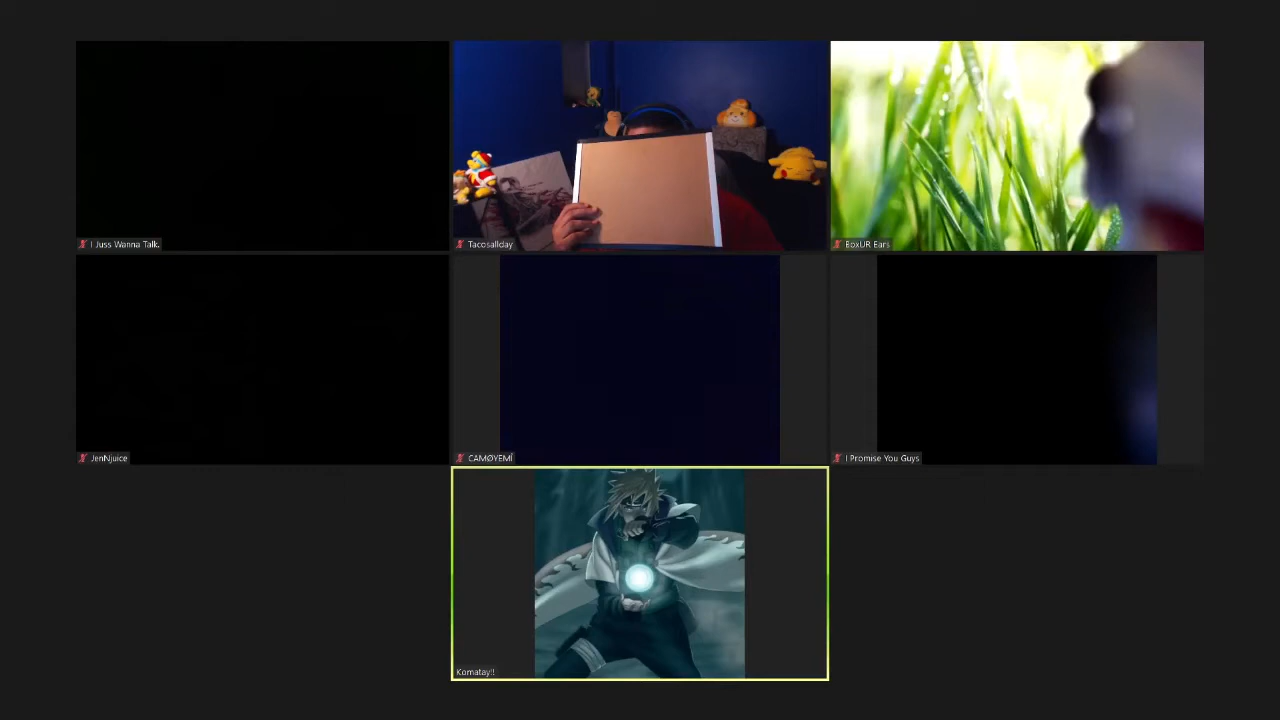 I Juss Wanna Talk.
Tacosallday
BoxUR Ears
JenNjuice
CAMØYEMÍ
I Promise You Guys
Komatay!!